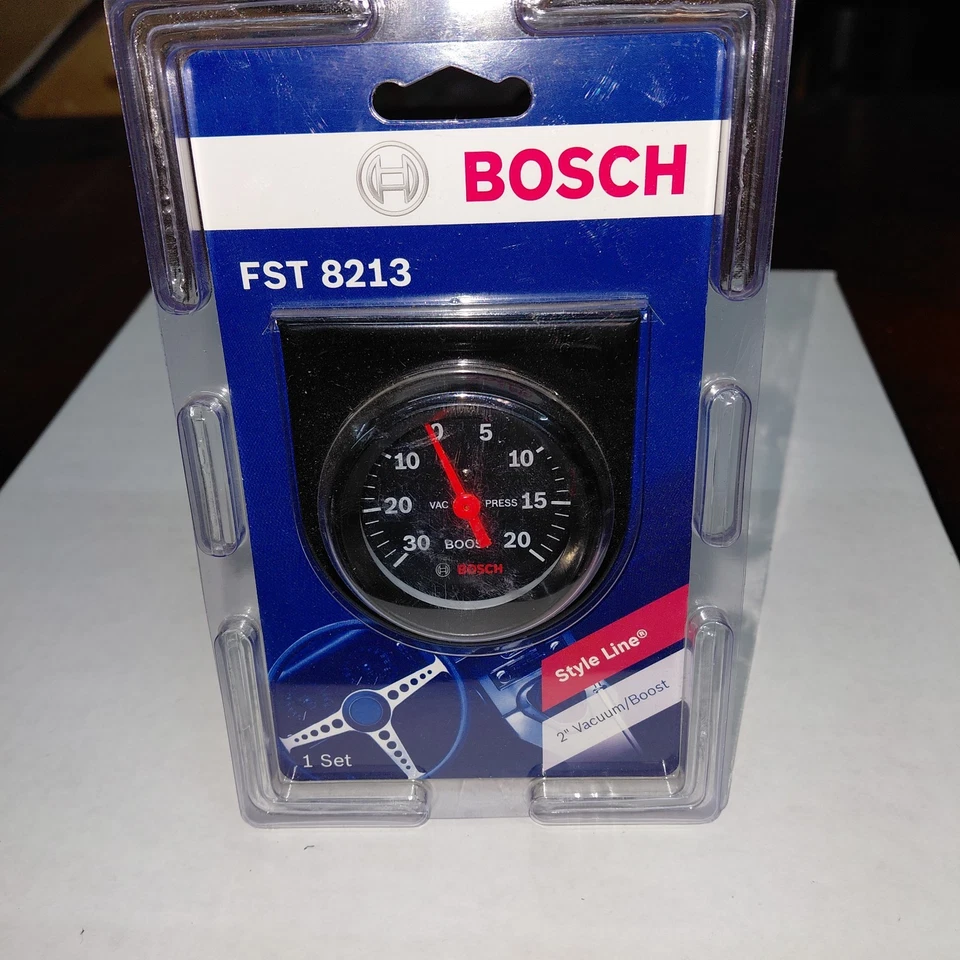 BOSCH
FST 8213
0 5
10 10
20 VAC PRESS 15
30 BOOST 20
BOSCH
Style Line®
2" Vacuum/Boost
1 Set